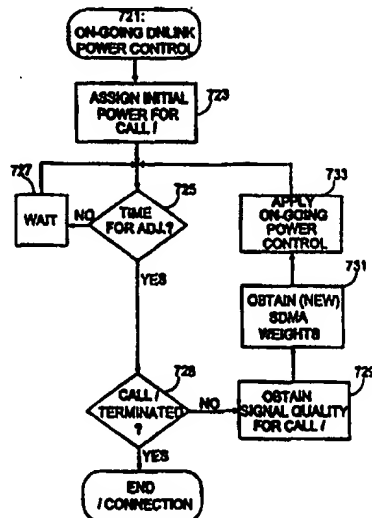 721:
ON-GOING DNLINK
POWER CONTROL
ASSIGN INITIAL
POWER FOR
CALL i
723
727
WAIT
NO
TIME
FOR ADJ.?
725
YES
733
APPLY
ON-GOING
POWER
CONTROL
731
OBTAIN (NEW)
SDMA
WEIGHTS
728
CALL i
TERMINATED
?
NO
729
OBTAIN
SIGNAL QUALITY
FOR CALL i
YES
END
i CONNECTION